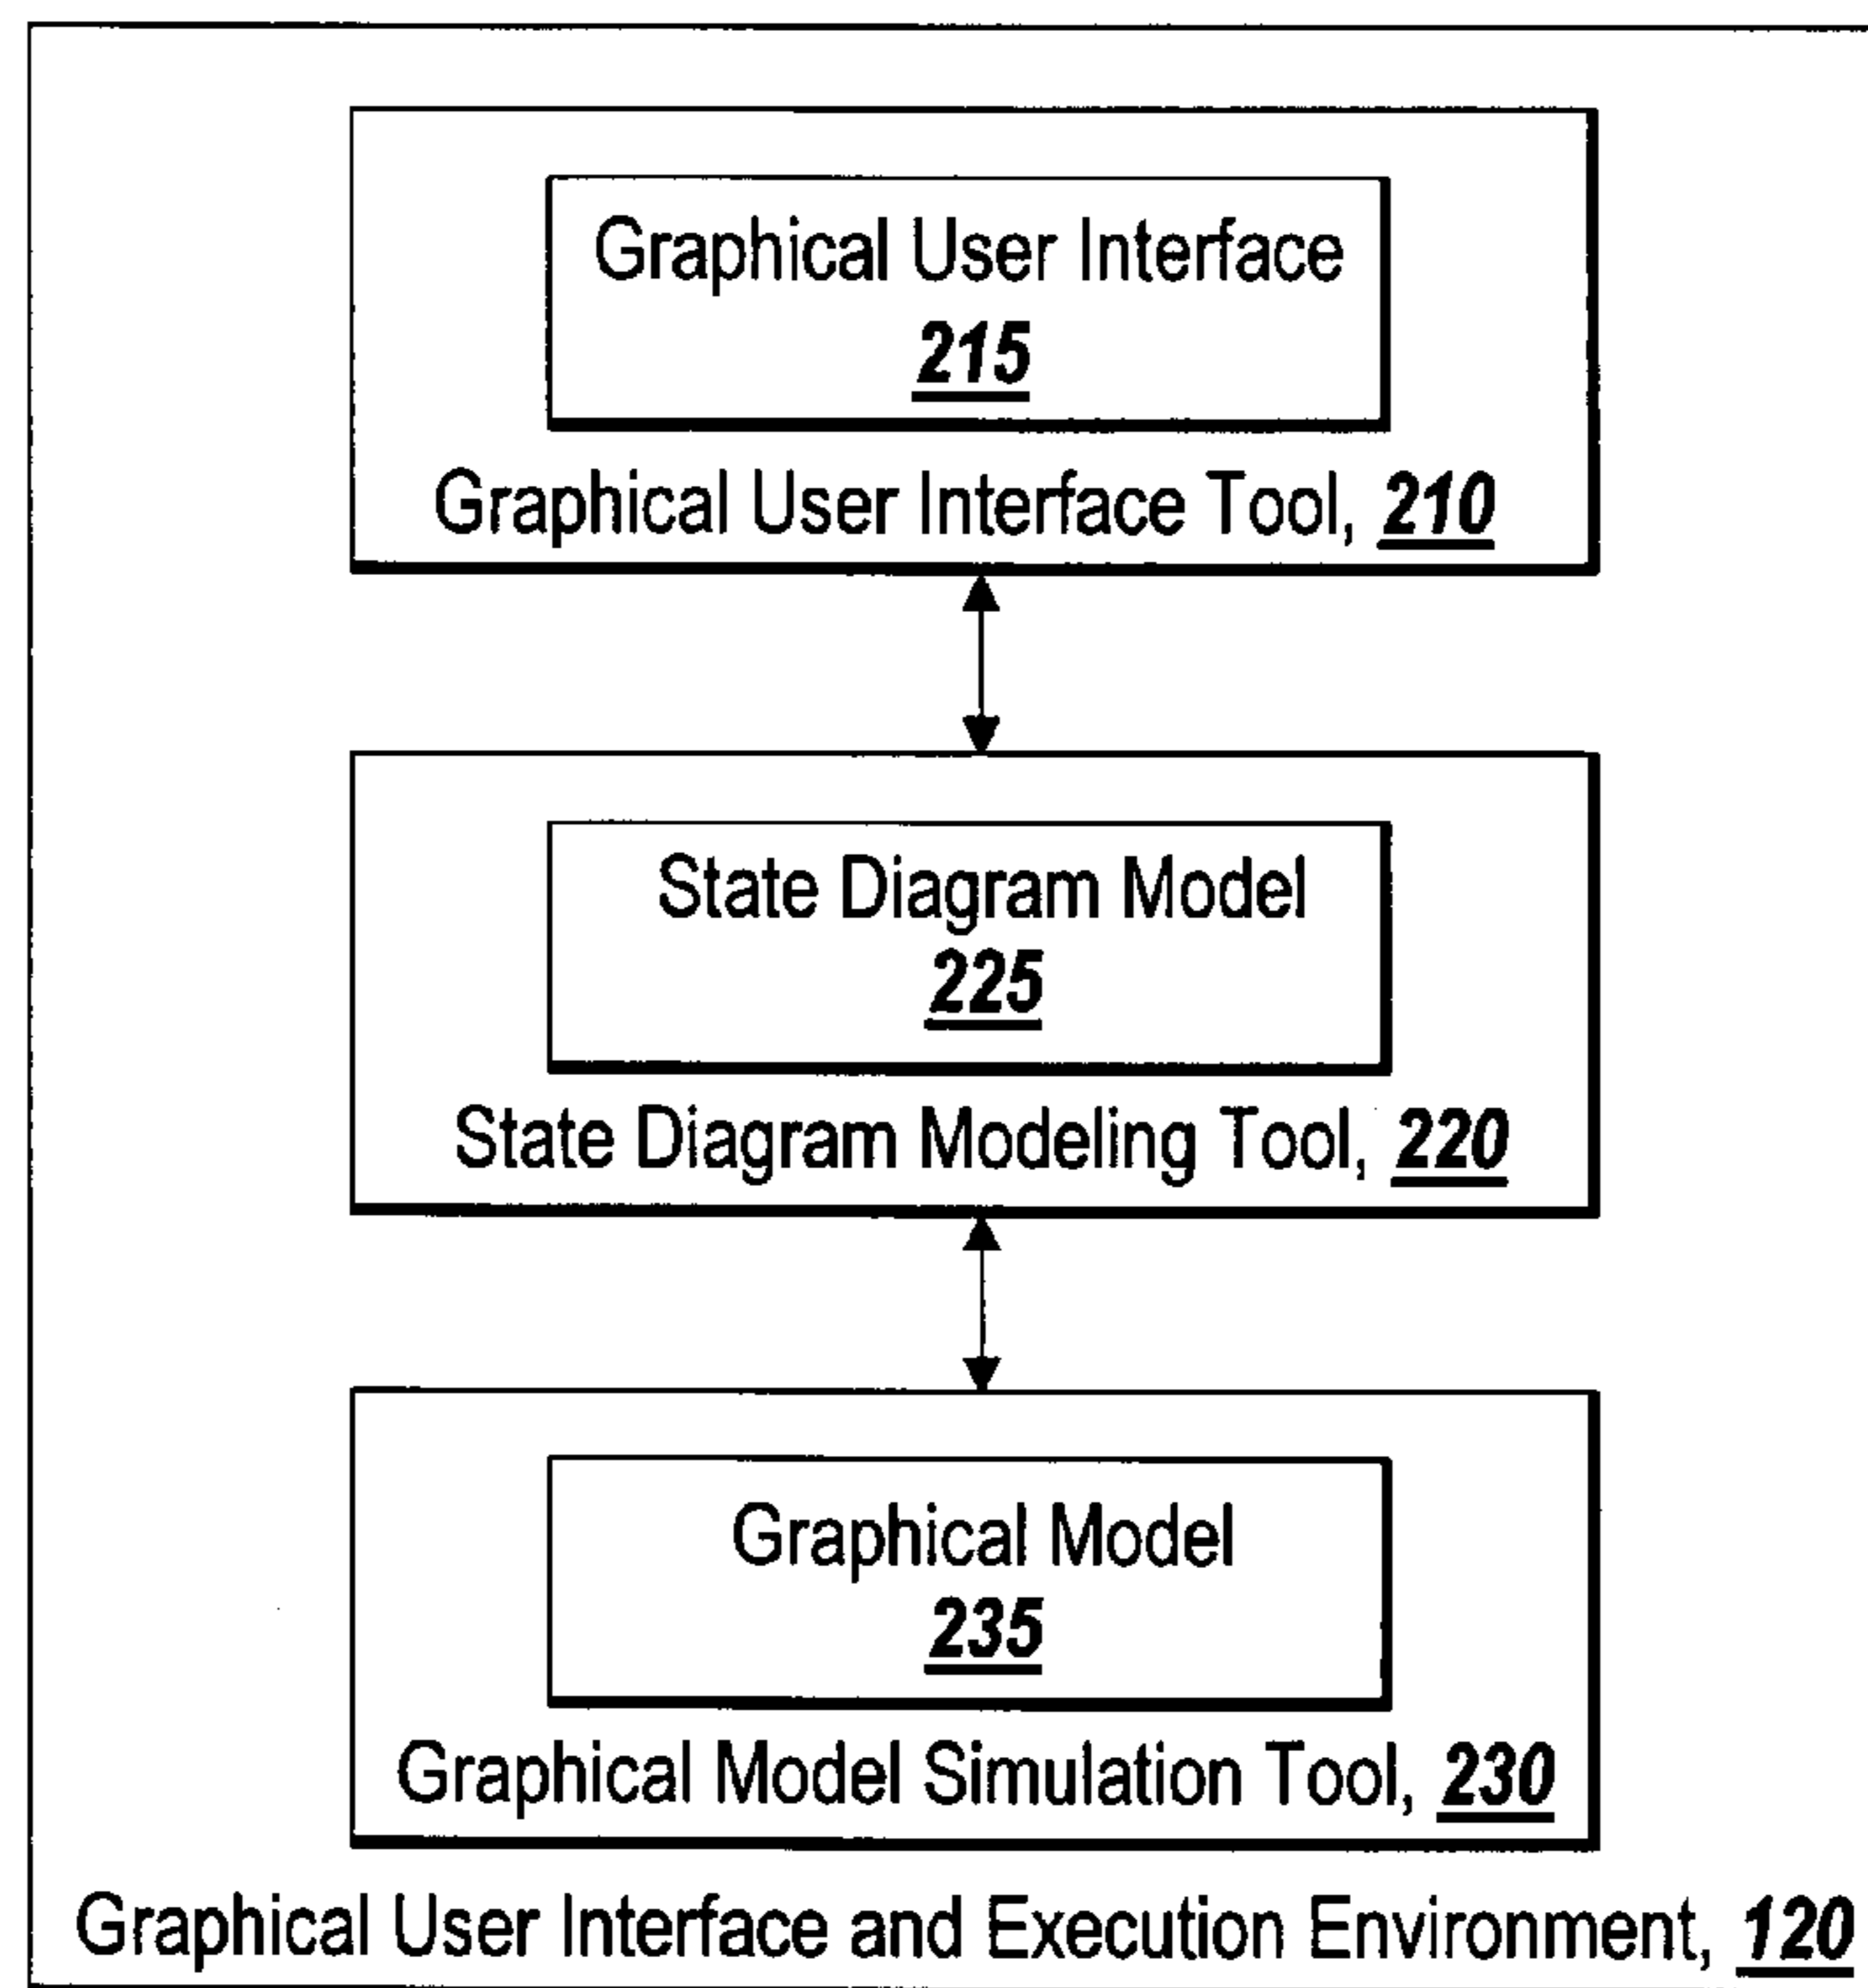 Graphical User Interface
215
Graphical User Interface Tool, 210
State Diagram Model
225
State Diagram Modeling Tool, 220
Graphical Model
235
Graphical Model Simulation Tool, 230
Graphical User Interface and Execution Environment, 120